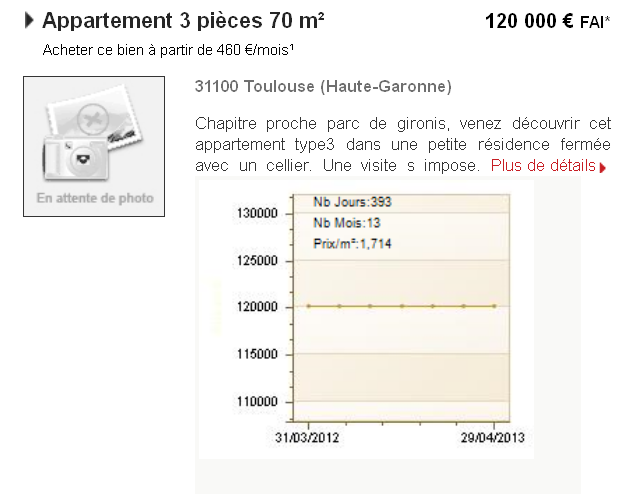 Appartement 3 pièces 70 m²
120 000 € FAI*
Acheter ce bien à partir de 460 €/mois¹
En attente de photo
31100 Toulouse (Haute-Garonne)
Chapitre proche parc de gironis, venez découvrir cet
appartement type3 dans une petite résidence fermée
avec un cellier. Une visite s impose. Plus de détails
Nb Jours:393
Nb Mois:13
Prix/m²:1,714
130000
125000
120000
115000
110000
31/03/2012
29/04/2013